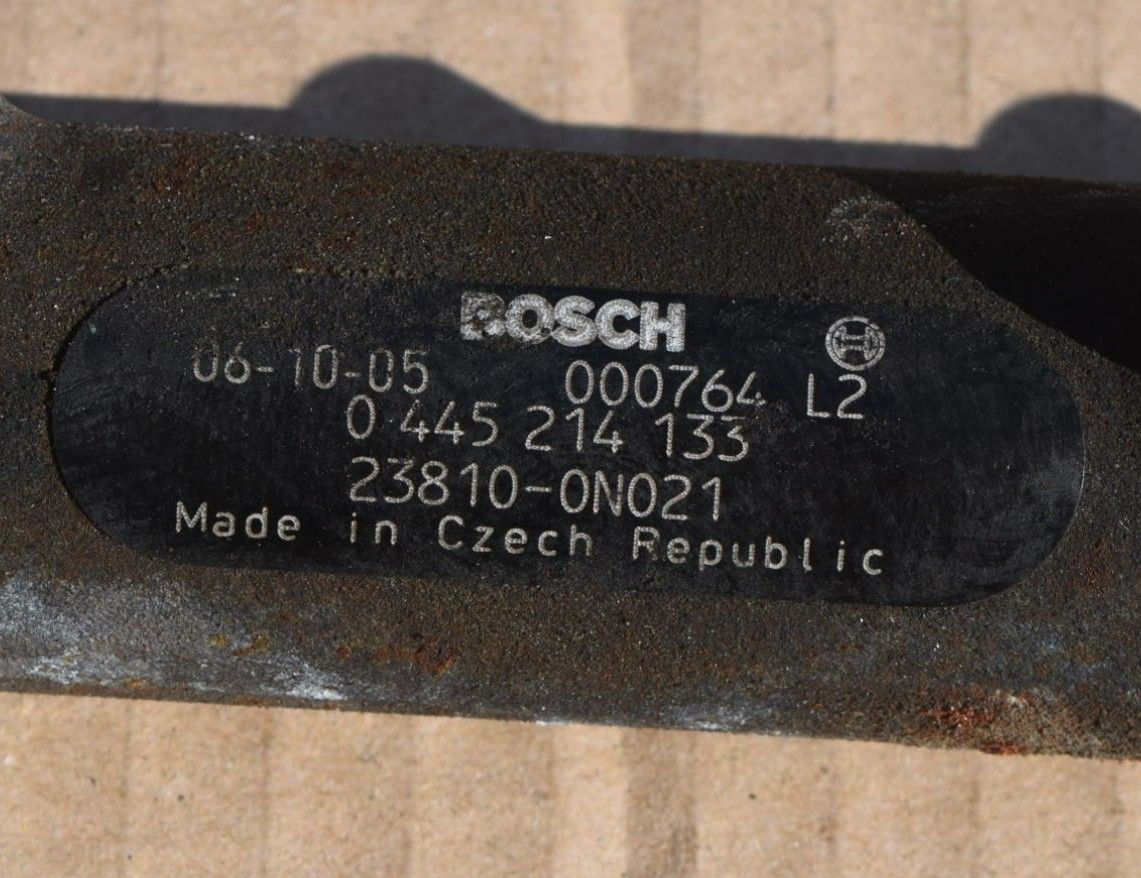 BOSCH
06-10-05 000764 L2
0 445 214 133
23810-0N021
Made in Czech Republic